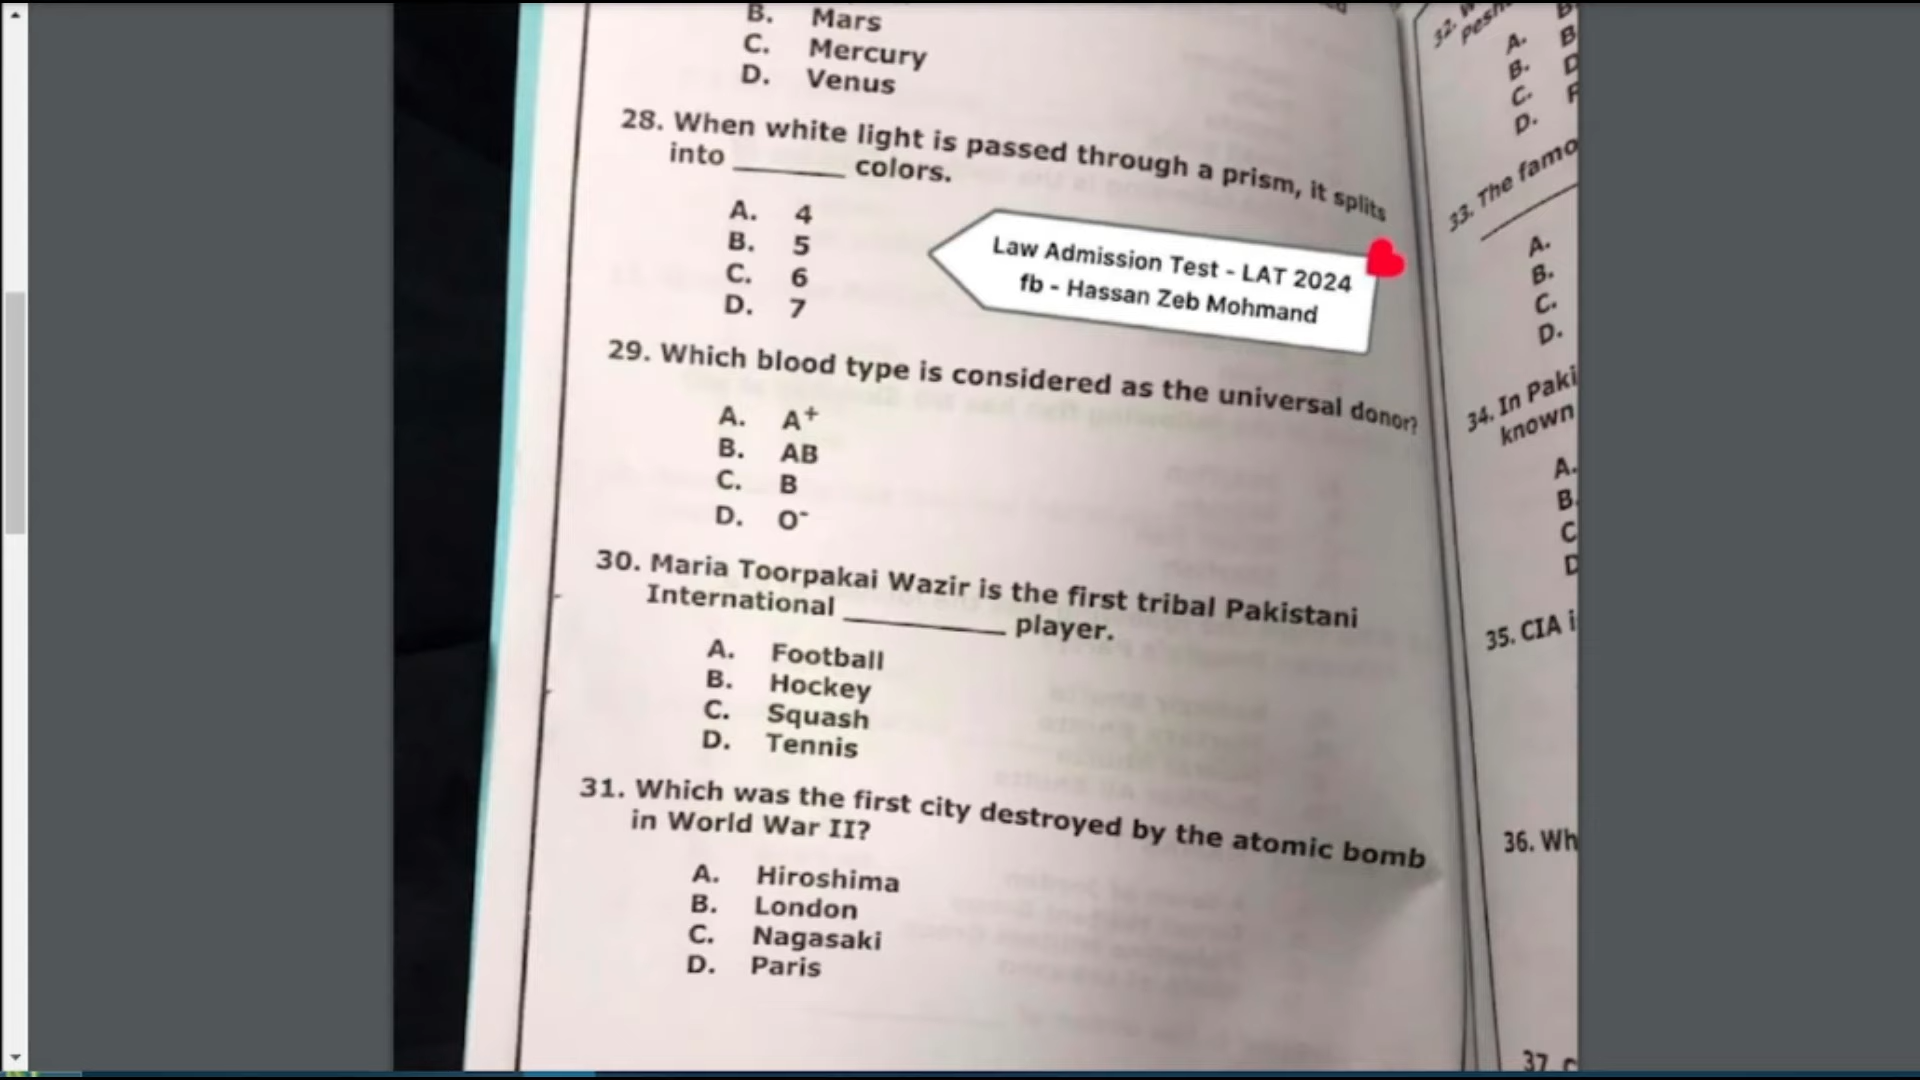 B. Mars
C. Mercury
D. Venus
28. When white light is passed through a prism, it splits
into ________ colors.
A. 4
B. 5
C. 6
D. 7
Law Admission Test - LAT 2024
fb - Hassan Zeb Mohmand
29. Which blood type is considered as the universal donor?
A. A+
B. AB
C. B
D. O-
30. Maria Toorpakai Wazir is the first tribal Pakistani
International ___________ player.
A. Football
B. Hockey
C. Squash
D. Tennis
31. Which was the first city destroyed by the atomic bomb
in World War II?
A. Hiroshima
B. London
C. Nagasaki
D. Paris
32.
A. B
B. D
C. F
D.
33. The famo
A.
B.
C.
D.
34. In Paki
known
A.
B.
C
D
35. CIA i
36. Wh
37.